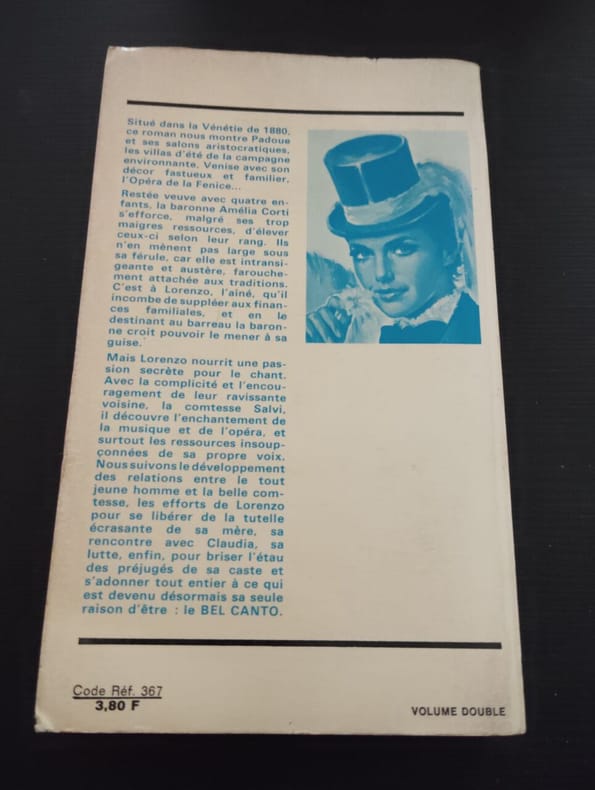 Situé dans la Vénétie de 1880,
ce roman nous montre Padoue
et ses salons aristocratiques,
les villas d'été de la campagne
environnante. Venise avec son
décor fastueux et familier,
l'Opéra de la Fenice...
Restée veuve avec quatre en-
fants, la baronne Amélia Corti
s'efforce, malgré ses trop
maigres ressources, d'élever
ceux-ci selon leur rang. Ils
n'en mènent pas large sous
sa férule, car elle est intransi-
geante et austère, farouche-
ment attachée aux traditions.
C'est à Lorenzo, l'aîné, qu'il
incombe de suppléer aux finan-
ces familiales, et en le
destinant au barreau la baron-
ne croit pouvoir le mener à sa
guise.
Mais Lorenzo nourrit une pas-
sion secrète pour le chant.
Avec la complicité et l'encou-
ragement de leur ravissante
voisine, la comtesse Salvi,
il découvre l'enchantement de
la musique et de l'opéra, et
surtout les ressources insoup-
çonnées de sa propre voix.
Nous suivons le développement
des relations entre le tout
jeune homme et la belle com-
tesse, les efforts de Lorenzo
pour se libérer de la tutelle
écrasante de sa mère, sa
rencontre avec Claudia, sa
lutte, enfin, pour briser l'étau
des préjugés de sa caste et
s'adonner tout entier à ce qui
est devenu désormais sa seule
raison d'être : le BEL CANTO.
Code Réf. 367
3,80 F
VOLUME DOUBLE